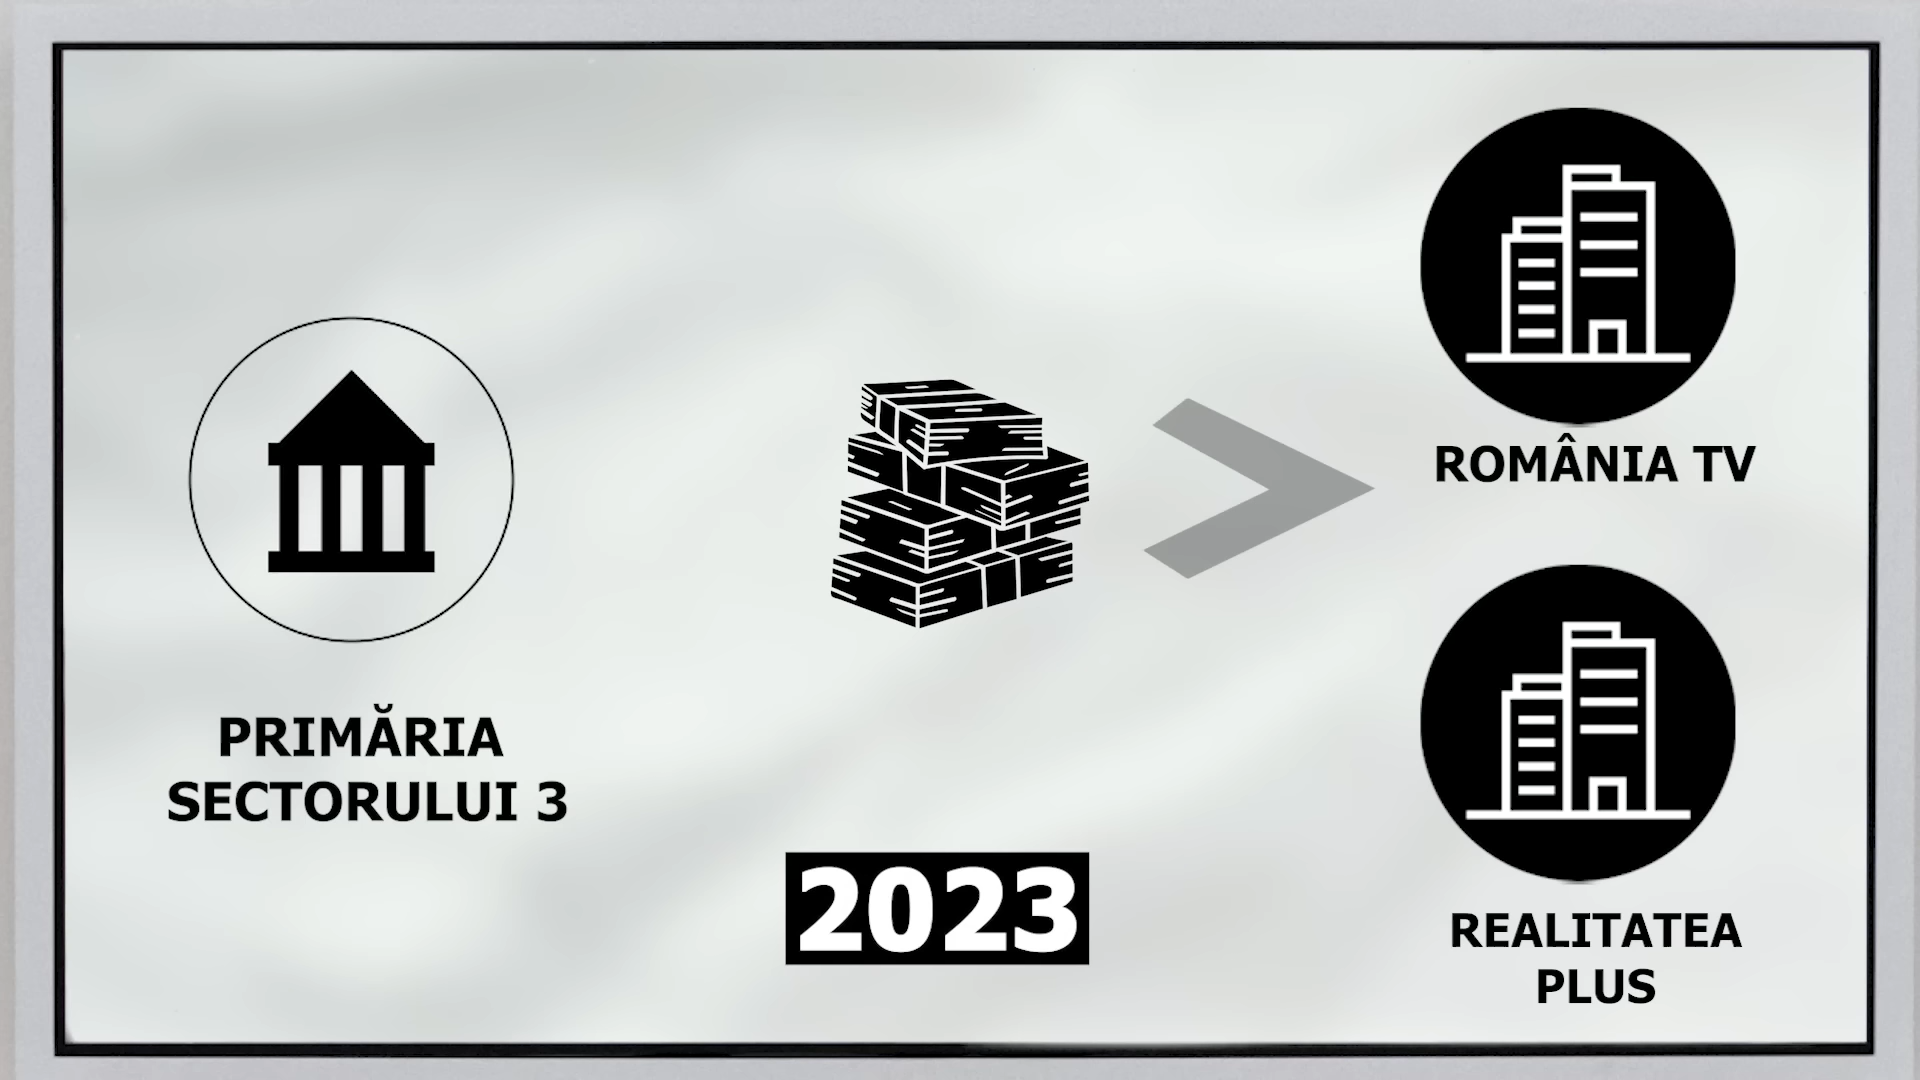 PRIMĂRIA
SECTORULUI 3
2023
ROMÂNIA TV
REALITATEA
PLUS